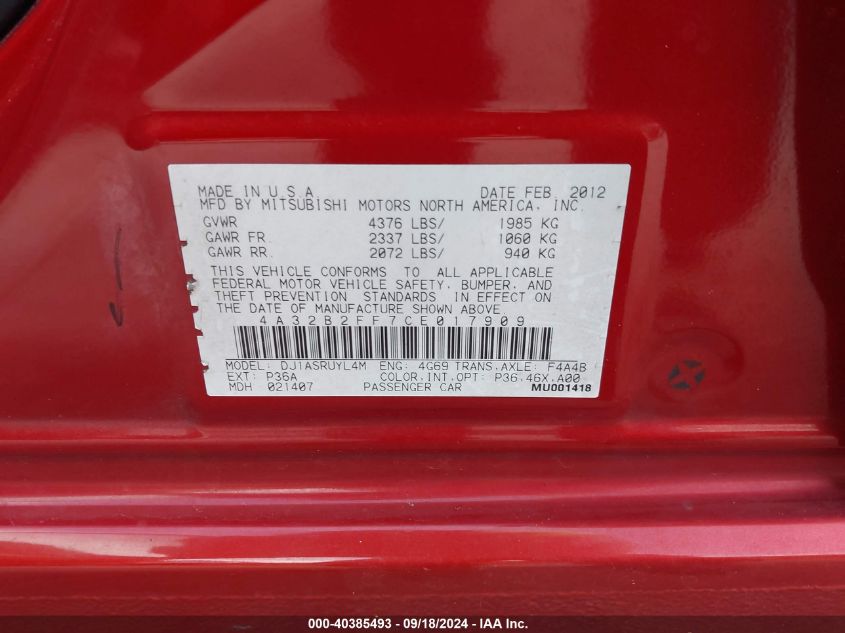 MADE IN U.S.A DATE FEB. 2012
MFD BY MITSUBISHI MOTORS NORTH AMERICA, INC.
GVWR 4376 LBS/ 1985 KG
GAWR FR. 2337 LBS/ 1060 KG
GAWR RR. 2072 LBS/ 940 KG
THIS VEHICLE CONFORMS TO ALL APPLICABLE
FEDERAL MOTOR VEHICLE SAFETY, BUMPER, AND
THEFT PREVENTION STANDARDS IN EFFECT ON
THE DATE OF MANUFACTURE SHOWN ABOVE.
4A32B2FF7CE017909
MODEL: DJ1ASRUYL4M ENG: 4G69 TRANS,AXLE: F4A4B
EXT: P36A COLOR,INT,OPT: P36,46X,A00
MDH 021407 PASSENGER CAR MU001418
000-40385493 - 09/18/2024 - IAA Inc.